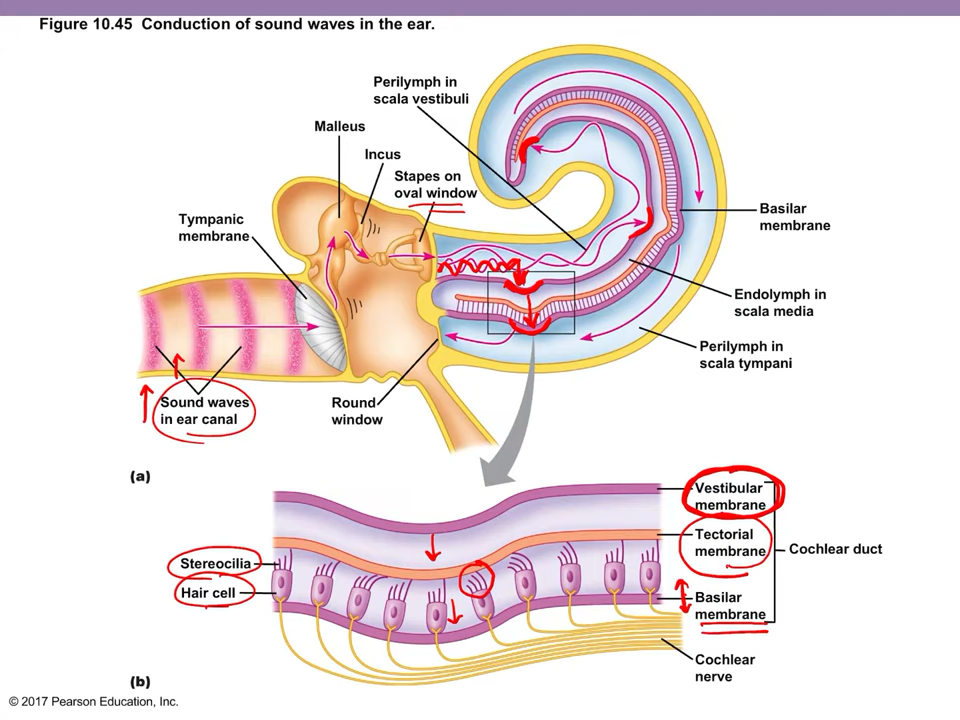 Figure 10.45 Conduction of sound waves in the ear.
Perilymph in
scala vestibuli
Malleus
Incus
Stapes on
oval window
Tympanic
membrane
Basilar
membrane
Endolymph in
scala media
Perilymph in
scala tympani
Sound waves
in ear canal
Round
window
(a)
Vestibular
membrane
Tectorial
membrane
Cochlear duct
Stereocilia
Hair cell
Basilar
membrane
Cochlear
nerve
(b)
© 2017 Pearson Education, Inc.